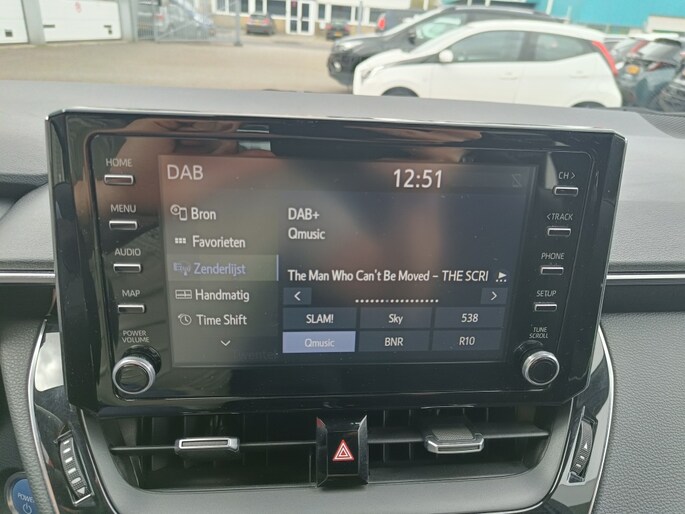 HOME
MENU
AUDIO
MAP
POWER
VOLUME
DAB
12:51
Bron
Favorieten
Zenderlijst
Handmatig
Time Shift
DAB+
Qmusic
The Man Who Can't Be Moved – THE SCRI
SLAM! Sky 538
Qmusic BNR R10
CH >
< TRACK
PHONE
SETUP
TUNE
SCROLL
POWER